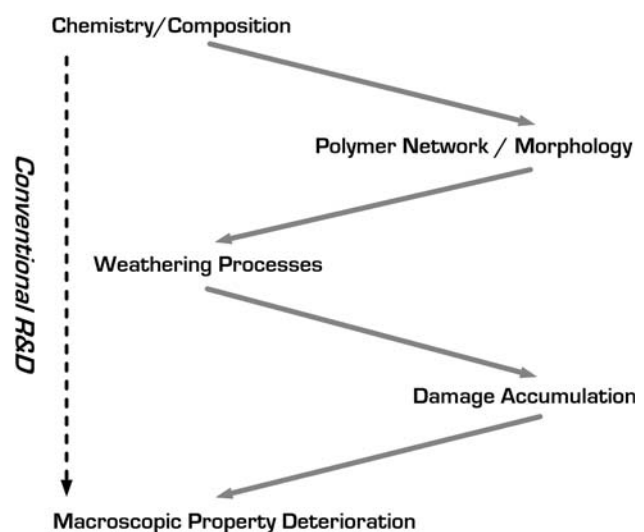 Chemistry/Composition
Polymer Network / Morphology
Conventional R&D
Weathering Processes
Damage Accumulation
Macroscopic Property Deterioration